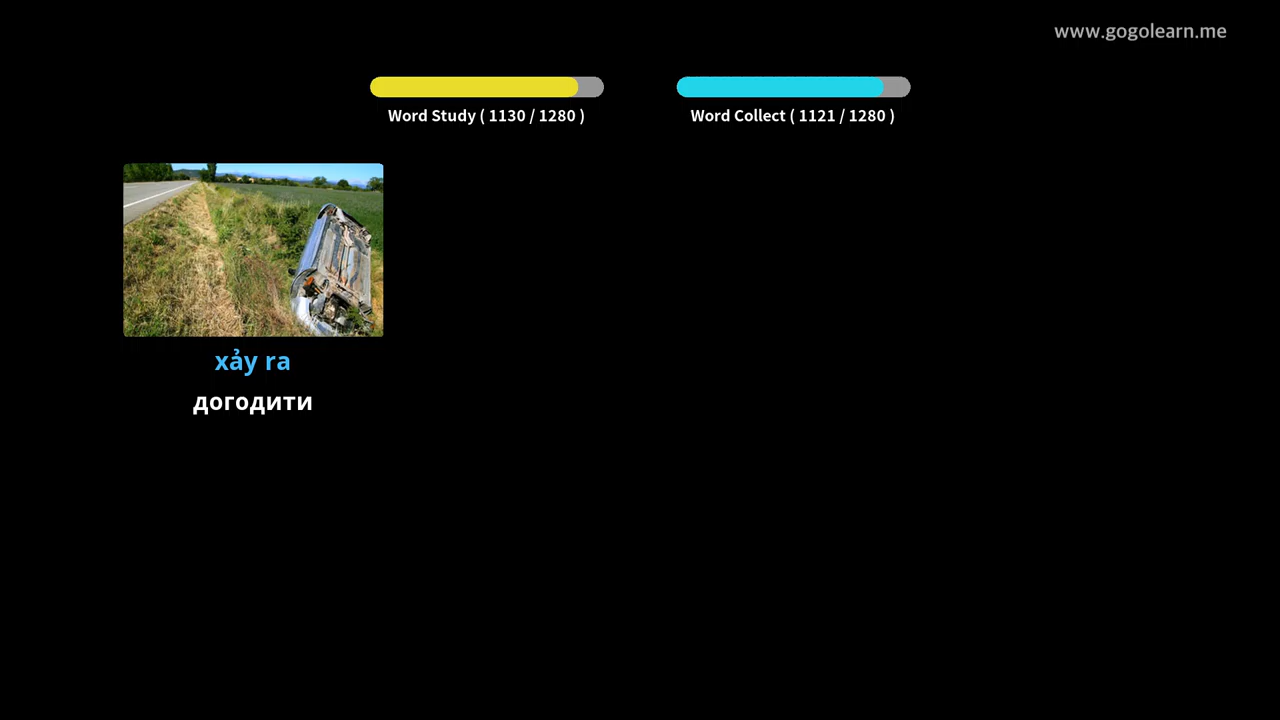 www.gogolearn.me
Word Study ( 1130 / 1280 )
Word Collect ( 1121 / 1280 )
xảy ra
догодити